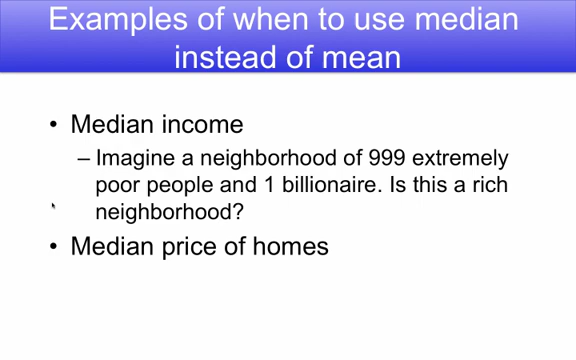 Examples of when to use median
instead of mean
• Median income
– Imagine a neighborhood of 999 extremely
poor people and 1 billionaire. Is this a rich
neighborhood?
• Median price of homes